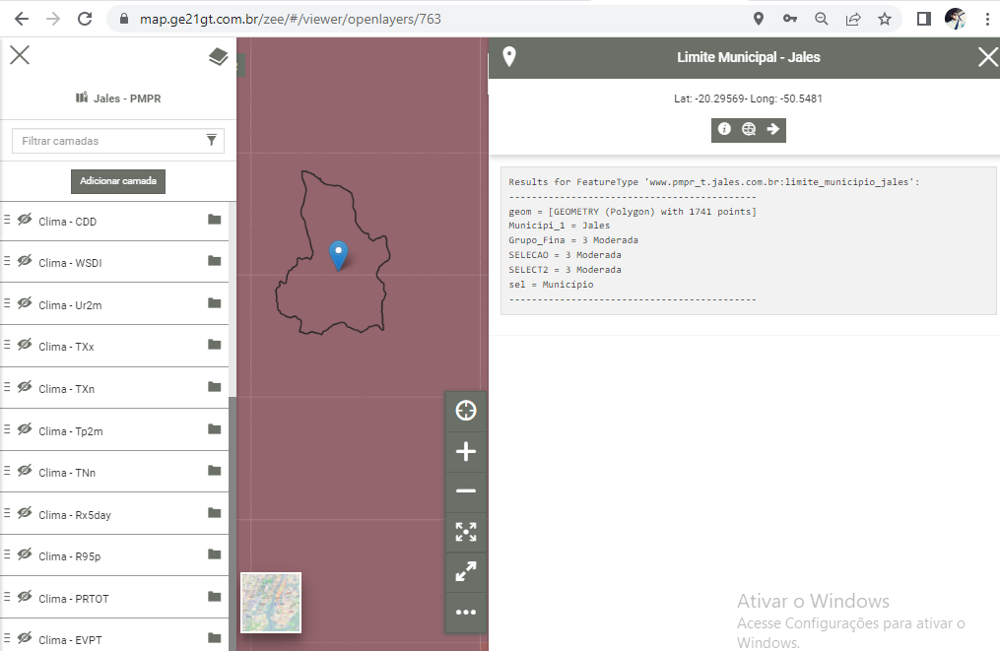 map.ge21gt.com.br/zee/#/viewer/openlayers/763
Jales - PMPR
Filtrar camadas
Adicionar camada
Clima - CDD
Clima - WSDI
Clima - Ur2m
Clima - TXx
Clima - TXn
Clima - Tp2m
Clima - TNn
Clima - Rx5day
Clima - R95p
Clima - PRTOT
Clima - EVPT
Limite Municipal - Jales
Lat: -20.29569- Long: -50.5481
Results for FeatureType 'www.pmpr_t.jales.com.br:limite_municipio_jales':
--------------------------------------------
geom = [GEOMETRY (Polygon) with 1741 points]
Municipi_1 = Jales
Grupo_Fina = 3 Moderada
SELECAO = 3 Moderada
SELECT2 = 3 Moderada
sel = Município
--------------------------------------------
Ativar o Windows
Acesse Configurações para ativar o
Windows.